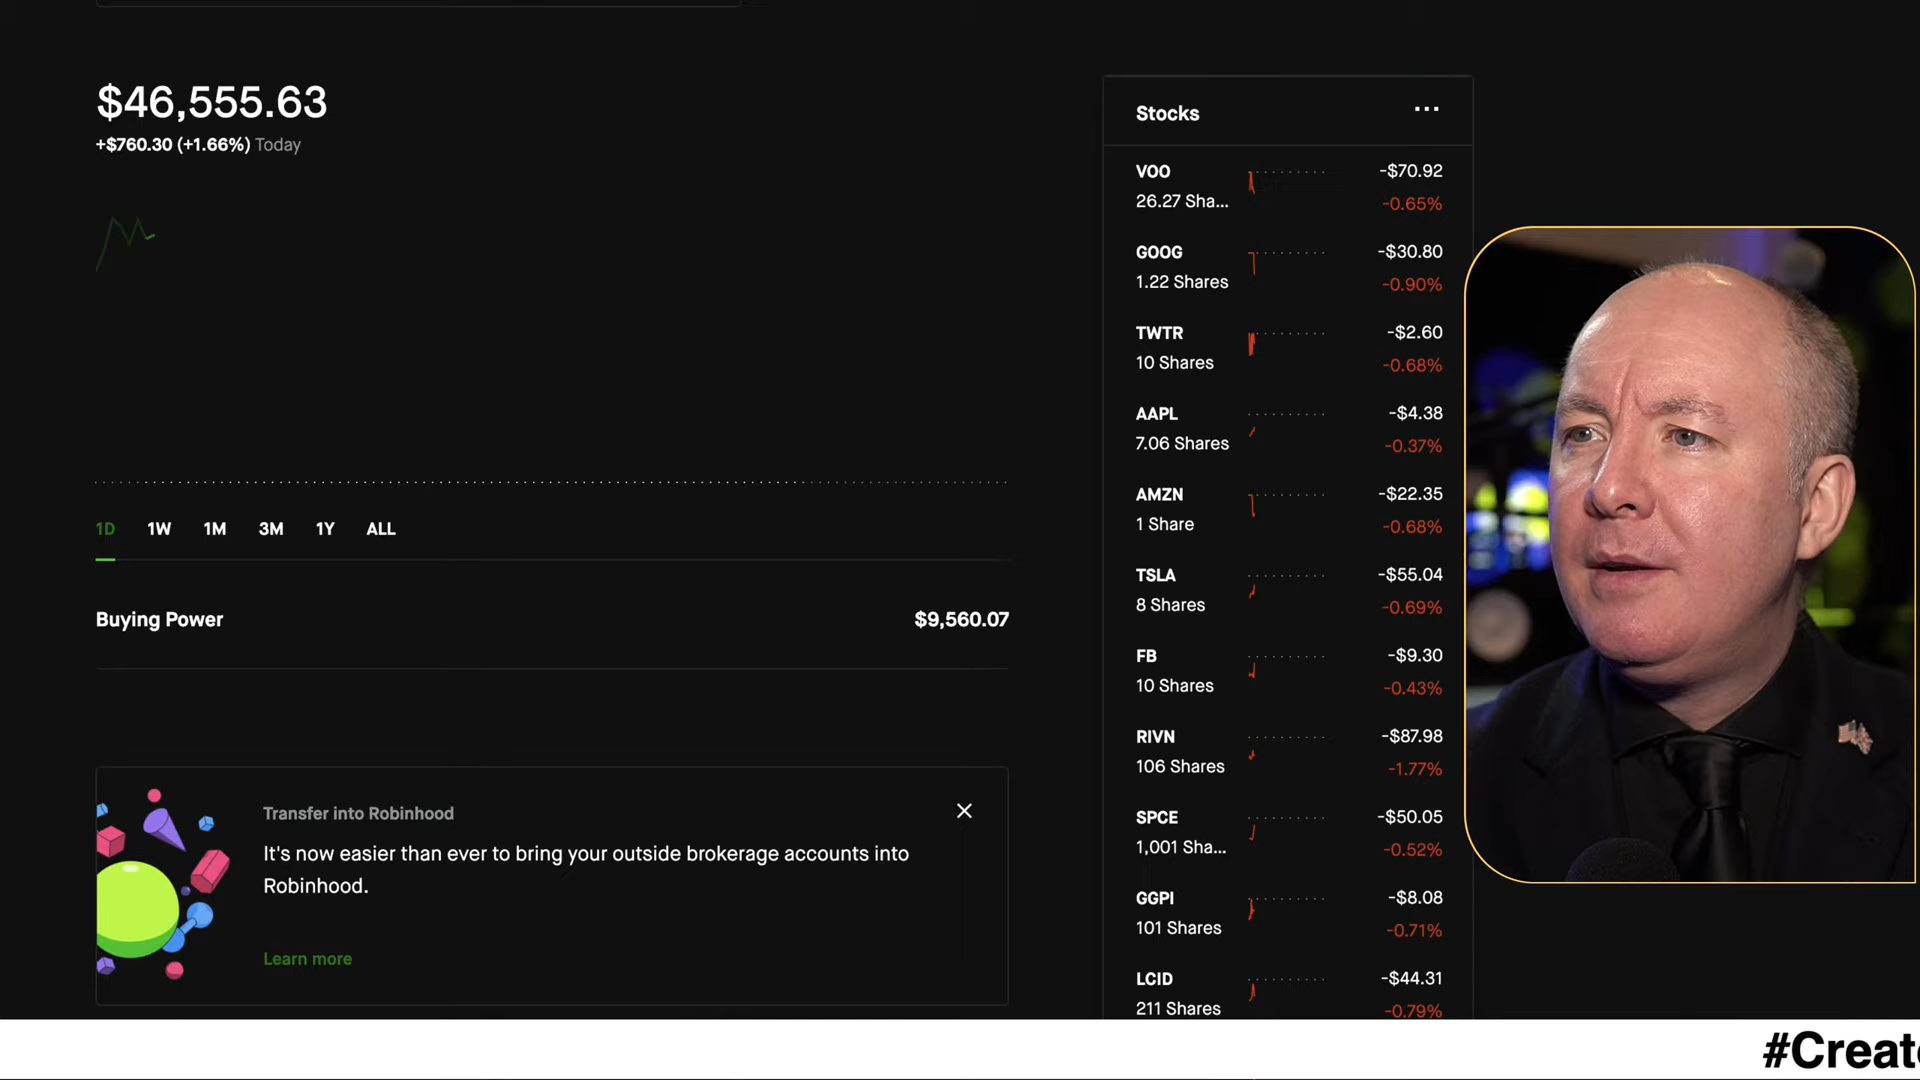 $46,555.63
+$760.30 (+1.66%) Today
1D 1W 1M 3M 1Y ALL
Buying Power $9,560.07
Transfer into Robinhood
It's now easier than ever to bring your outside brokerage accounts into
Robinhood.
Learn more
Stocks
VOO -$70.92
26.27 Sha... -0.65%
GOOG -$30.80
1.22 Shares -0.90%
TWTR -$2.60
10 Shares -0.68%
AAPL -$4.38
7.06 Shares -0.37%
AMZN -$22.35
1 Share -0.68%
TSLA -$55.04
8 Shares -0.69%
FB -$9.30
10 Shares -0.43%
RIVN -$87.98
106 Shares -1.77%
SPCE -$50.05
1,001 Sha... -0.52%
GGPI -$8.08
101 Shares -0.71%
LCID -$44.31
211 Shares -0.79%
#Create